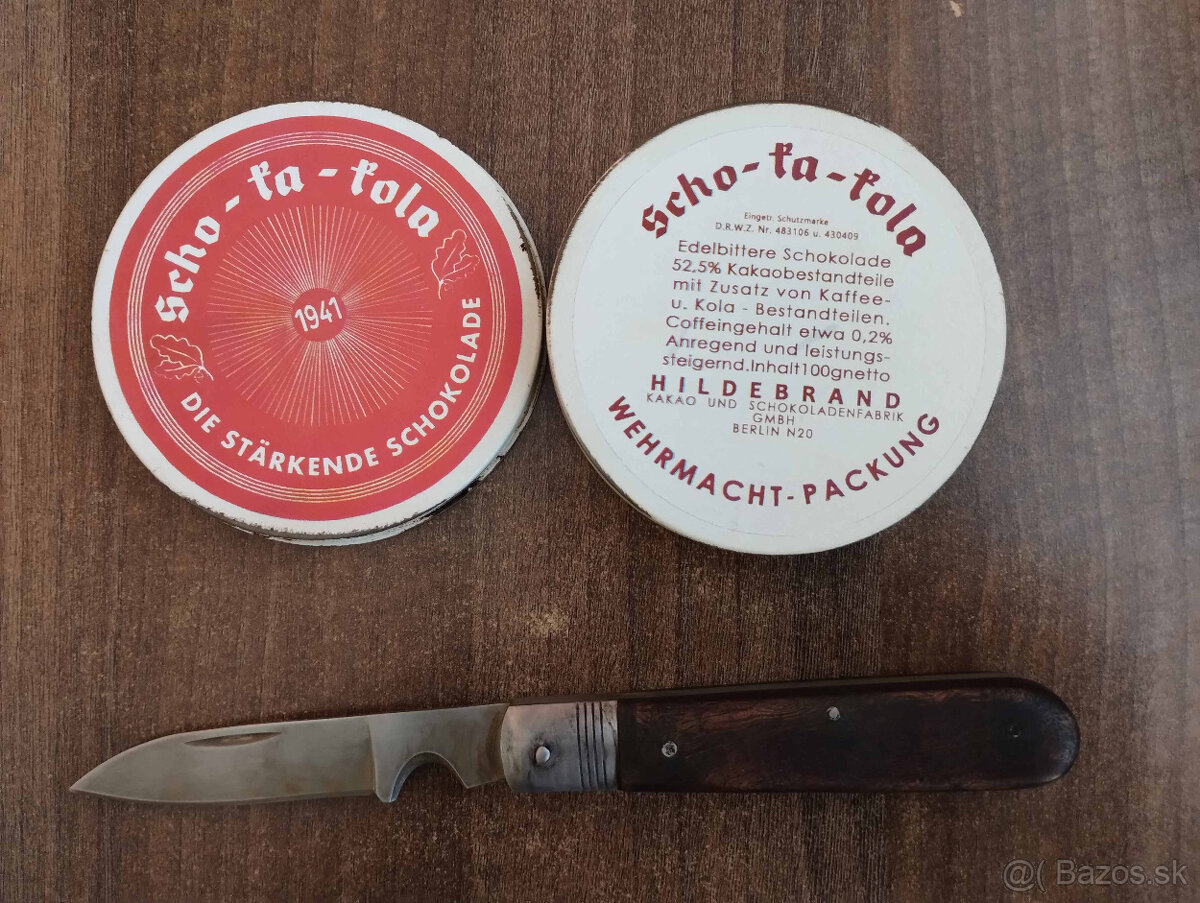 Scho-ka-kola
1941
DIE STÄRKENDE SCHOKOLADE
Scho-ka-kola
Eingetr. Schutzmarke
D.R.W.Z. Nr. 483106 u. 430409
Edelbittere Schokolade
52,5% Kakaobestandteile
mit Zusatz von Kaffee-
u. Kola - Bestandteilen.
Coffeingehalt etwa 0,2%
Anregend und leistungs-
steigernd.Inhalt100gnetto
HILDEBRAND
KAKAO UND SCHOKOLADENFABRIK
GMBH
BERLIN N20
WEHRMACHT-PACKUNG
@( Bazos.sk